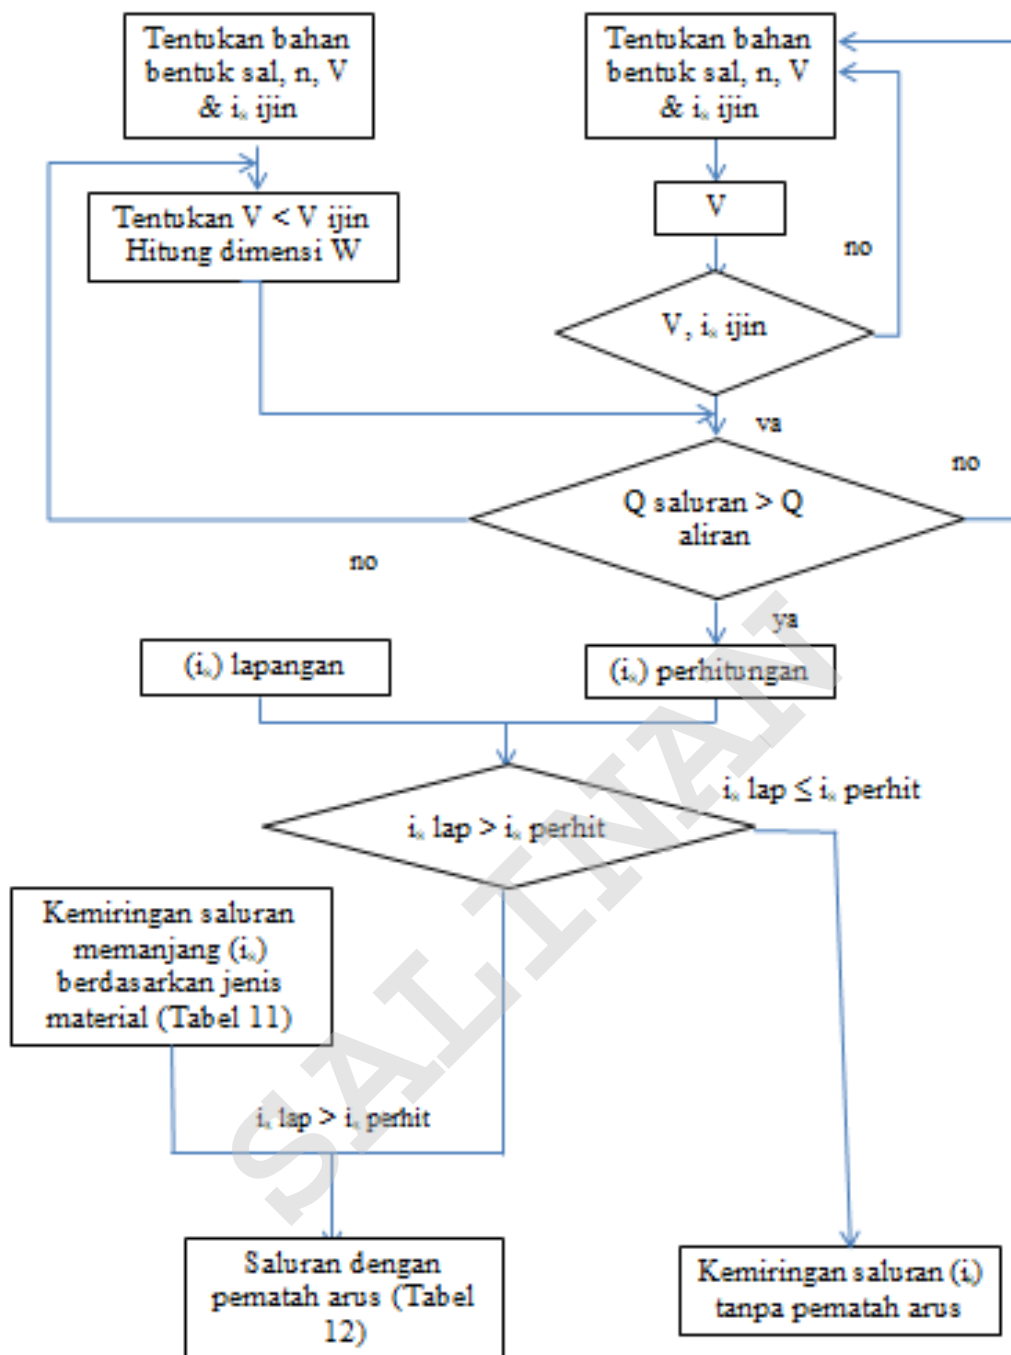 Tentukan bahan
bentuk sal, n, V
& iₛ ijin
Tentukan V < V ijin
Hitung dimensi W
Tentukan bahan
bentuk sal, n, V
& iₛ ijin
V
no
V, iₛ ijin
va
no
Q saluran > Q
aliran
no
ya
(iₛ) lapangan
(iₛ) perhitungan
iₛ lap ≤ iₛ perhit
iₛ lap > iₛ perhit
Kemiringan saluran
memanjang (iₛ)
berdasarkan jenis
material (Tabel 11)
iₛ lap > iₛ perhit
Saluran dengan
pematah arus (Tabel
12)
Kemiringan saluran (iₛ)
tanpa pematah arus
SALINAN